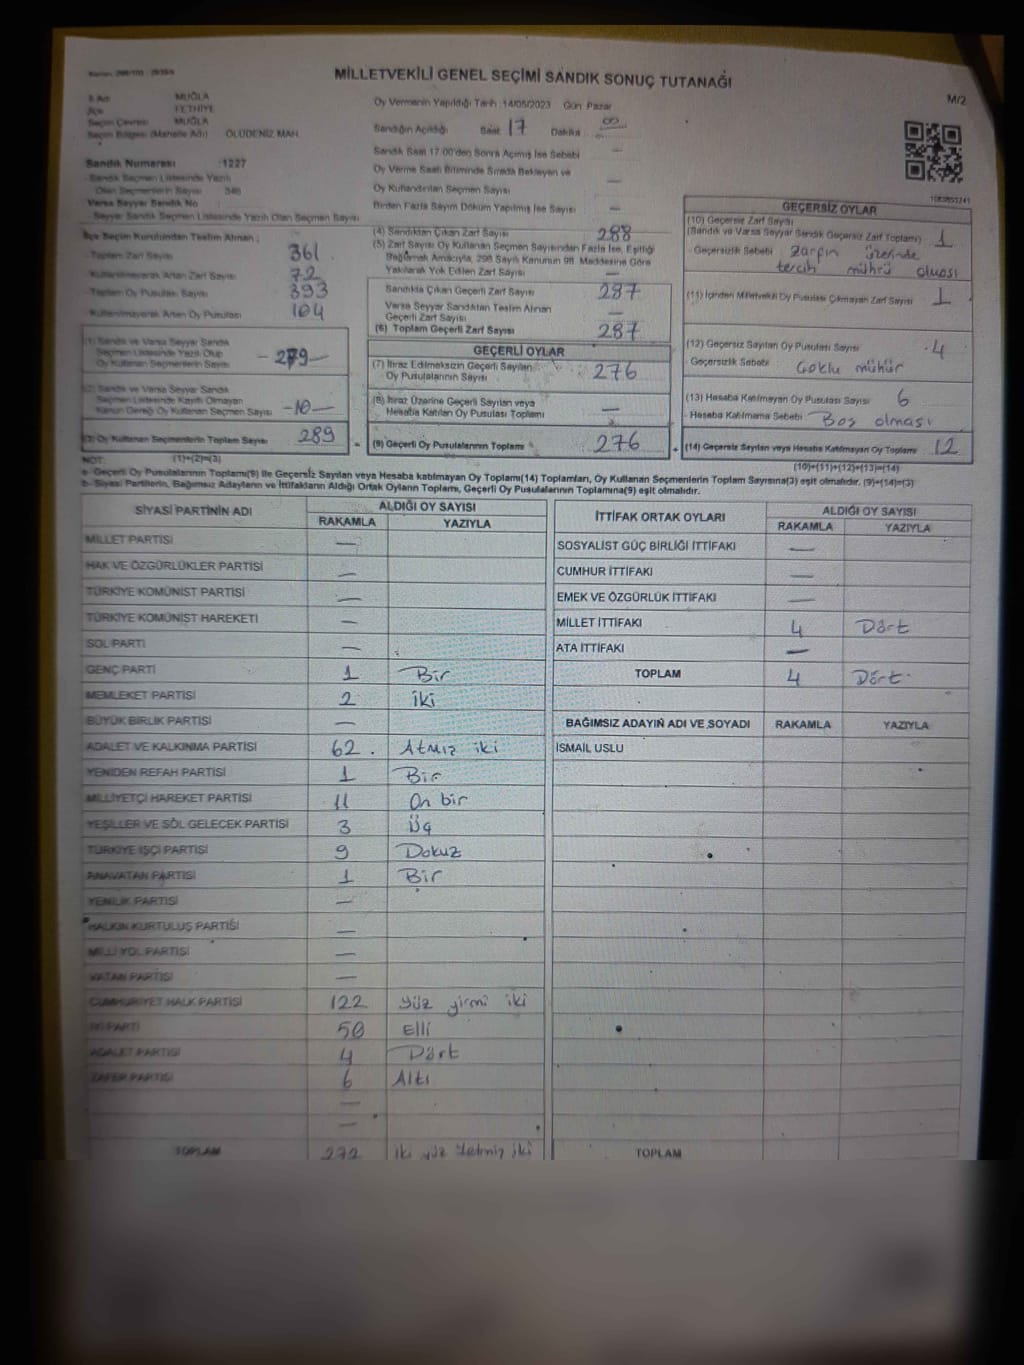 MİLLETVEKİLİ GENEL SEÇİMİ SANDIK SONUÇ TUTANAĞI
M/2
İl Adı MUĞLA
İlçe FETHİYE
Seçim Çevresi MUĞLA
Seçim Bölgesi (Mahalle Adı) ÖLÜDENİZ MAH.
Sandık Numarası :1227
Sandık Seçmen Listesinde Yazılı
Olan Seçmenlerin Sayısı 346
Varsa Seyyar Sandık No
Seyyar Sandık Seçmen Listesinde Yazılı Olan Seçmen Sayısı
Oy Vermenin Yapıldığı Tarih :14/05/2023 Gün: Pazar
Sandığın Açıldığı Saat 17 Dakika 00
Sandık Saat 17:00'den Sonra Açılmış İse Sebebi —
Oy Verme Saati Bitiminde Sırada Bekleyen ve
Oy Kullandırılan Seçmen Sayısı —
Birden Fazla Sayım Döküm Yapılmış İse Sayısı —
İlçe Seçim Kurulundan Teslim Alınan :
Toplam Zarf Sayısı 361
Kullanılmayarak Artan Zarf Sayısı 72
Toplam Oy Pusulası Sayısı 393
Kullanılmayarak Artan Oy Pusulası 104
(1) Sandık ve Varsa Seyyar Sandık
Seçmen Listesinde Yazılı Olup
Oy Kullanan Seçmenlerin Sayısı -279-
(2) Sandık ve Varsa Seyyar Sandık
Seçmen Listesinde Kayıtlı Olmayan
Kanun Gereği Oy Kullanan Seçmen Sayısı -10-
(3) Oy Kullanan Seçmenlerin Toplam Sayısı 289
(1)+(2)=(3)
(4) Sandıktan Çıkan Zarf Sayısı 288
(5) Zarf Sayısı Oy Kullanan Seçmen Sayısından Fazla İse, Eşitliği
Sağlamak Amacıyla, 298 Sayılı Kanunun 98. Maddesine Göre
Yakılarak Yok Edilen Zarf Sayısı —
Sandıkta Çıkan Geçerli Zarf Sayısı 287
Varsa Seyyar Sandıktan Teslim Alınan
Geçerli Zarf Sayısı —
(6) Toplam Geçerli Zarf Sayısı 287
GEÇERLİ OYLAR
(7) İtiraz Edilmeksizin Geçerli Sayılan
Oy Pusulalarının Sayısı 276
(8) İtiraz Üzerine Geçerli Sayılan veya
Hesaba Katılan Oy Pusulası Toplamı —
(9) Geçerli Oy Pusulalarının Toplamı 276
GEÇERSİZ OYLAR
(10) Geçersiz Zarf Sayısı
(Sandık ve Varsa Seyyar Sandık Geçersiz Zarf Toplamı) 1
Geçersizlik Sebebi Zarfın üzerinde
tercih mührü olması
(11) İçinden Milletvekili Oy Pusulası Çıkmayan Zarf Sayısı 1
(12) Geçersiz Sayılan Oy Pusulası Sayısı 4
Geçersizlik Sebebi Çoklu mühür
(13) Hesaba Katılmayan Oy Pusulası Sayısı 6
Hesaba Katılmama Sebebi Boş olması
(14) Geçersiz Sayılan veya Hesaba Katılmayan Oy Toplamı 12
(10)+(11)+(12)+(13)=(14)
NOT:
a- Geçerli Oy Pusulalarının Toplamı(9) ile Geçersiz Sayılan veya Hesaba katılmayan Oy Toplamı(14) Toplamları, Oy Kullanan Seçmenlerin Toplam Sayısına(3) eşit olmalıdır. (9)+(14)=(3)
b- Siyasi Partilerin, Bağımsız Adayların ve İttifakların Aldığı Ortak Oyların Toplamı, Geçerli Oy Pusulalarının Toplamına(9) eşit olmalıdır.
SİYASİ PARTİNİN ADI ALDIĞI OY SAYISI
RAKAMLA YAZIYLA
MİLLET PARTİSİ —
HAK VE ÖZGÜRLÜKLER PARTİSİ —
TÜRKİYE KOMÜNİST PARTİSİ —
TÜRKİYE KOMÜNİST HAREKETİ —
SOL PARTİ —
GENÇ PARTİ 1 Bir
MEMLEKET PARTİSİ 2 iki
BÜYÜK BİRLİK PARTİSİ —
ADALET VE KALKINMA PARTİSİ 62. Atmış iki
YENİDEN REFAH PARTİSİ 1 Bir
MİLLİYETÇİ HAREKET PARTİSİ 11 On bir
YEŞİLLER VE SOL GELECEK PARTİSİ 3 Üç
TÜRKİYE İŞÇİ PARTİSİ 9 Dokuz
ANAVATAN PARTİSİ 1 Bir
YENİLİK PARTİSİ —
HALKIN KURTULUŞ PARTİSİ —
MİLLİ YOL PARTİSİ —
VATAN PARTİSİ —
CUMHURİYET HALK PARTİSİ 122 Yüz yirmi iki
İYİ PARTİ 50 Elli
ADALET PARTİSİ 4 Dört
ZAFER PARTİSİ 6 Altı
—
—
TOPLAM 272 İki yüz Yetmiş iki
İTTİFAK ORTAK OYLARI ALDIĞI OY SAYISI
RAKAMLA YAZIYLA
SOSYALİST GÜÇ BİRLİĞİ İTTİFAKI —
CUMHUR İTTİFAKI —
EMEK VE ÖZGÜRLÜK İTTİFAKI —
MİLLET İTTİFAKI 4 Dört
ATA İTTİFAKI —
TOPLAM 4 Dört
BAĞIMSIZ ADAYIN ADI VE SOYADI RAKAMLA YAZIYLA
İSMAİL USLU
TOPLAM